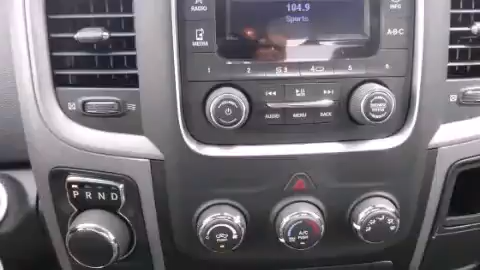 RADIO
104.9
Sports
INFO
MEDIA
A-B-C
1 2 3 4 5 6
AUDIO MENU BACK
P R N D
A/C